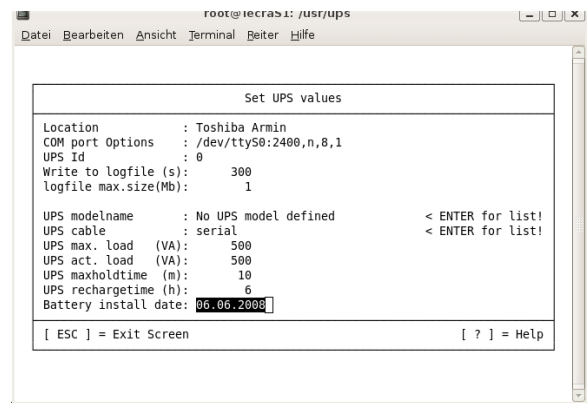 root@TecraS1: /usr/ups
Datei Bearbeiten Ansicht Terminal Reiter Hilfe
Set UPS values
Location : Toshiba Armin
COM port Options : /dev/ttyS0:2400,n,8,1
UPS Id : 0
Write to logfile (s): 300
logfile max.size(Mb): 1
UPS modelname : No UPS model defined < ENTER for list!
UPS cable : serial < ENTER for list!
UPS max. load (VA): 500
UPS act. load (VA): 500
UPS maxholdtime (m): 10
UPS rechargetime (h): 6
Battery install date: 06.06.2008
[ ESC ] = Exit Screen [ ? ] = Help